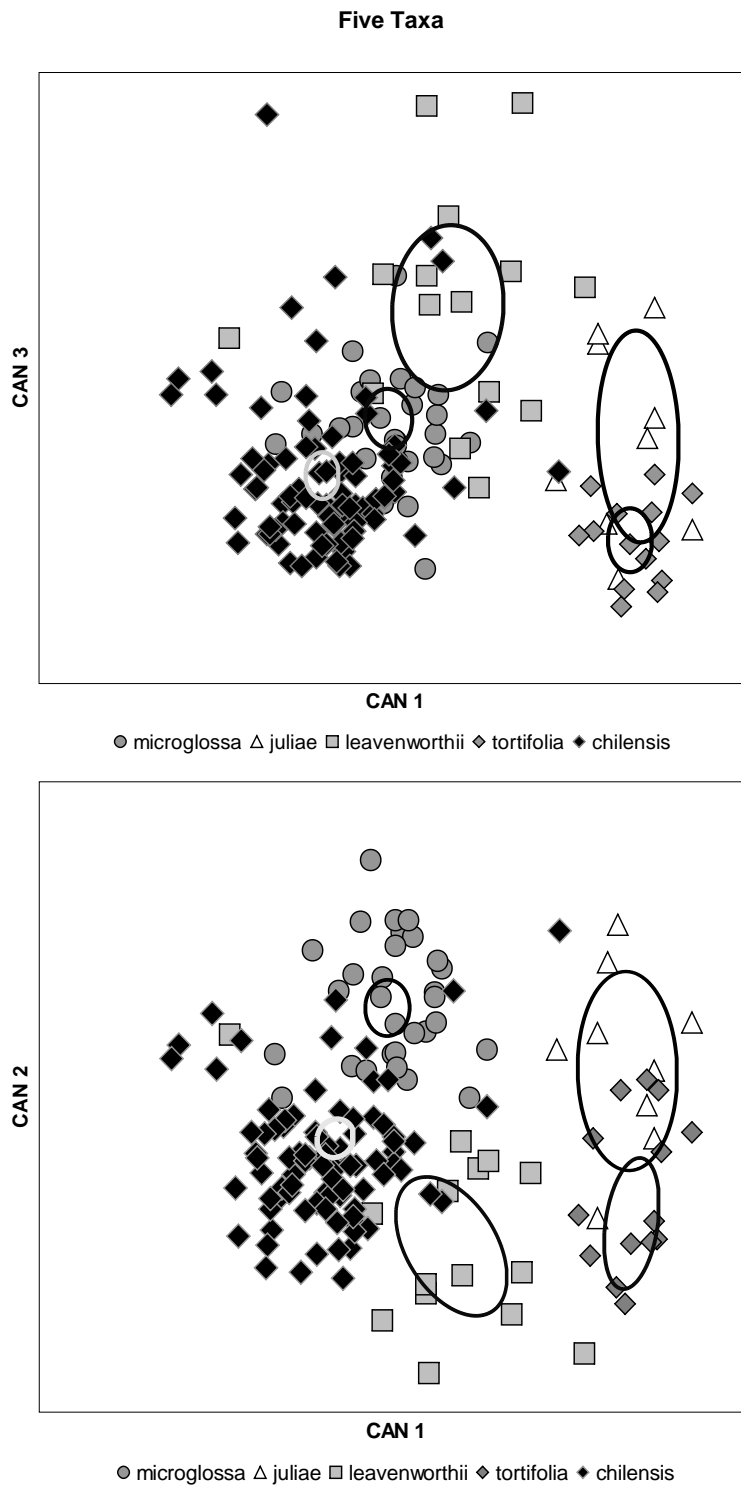 Five Taxa
CAN 3
CAN 1
microglossa juliae leavenworthii tortifolia chilensis
CAN 2
CAN 1
microglossa juliae leavenworthii tortifolia chilensis